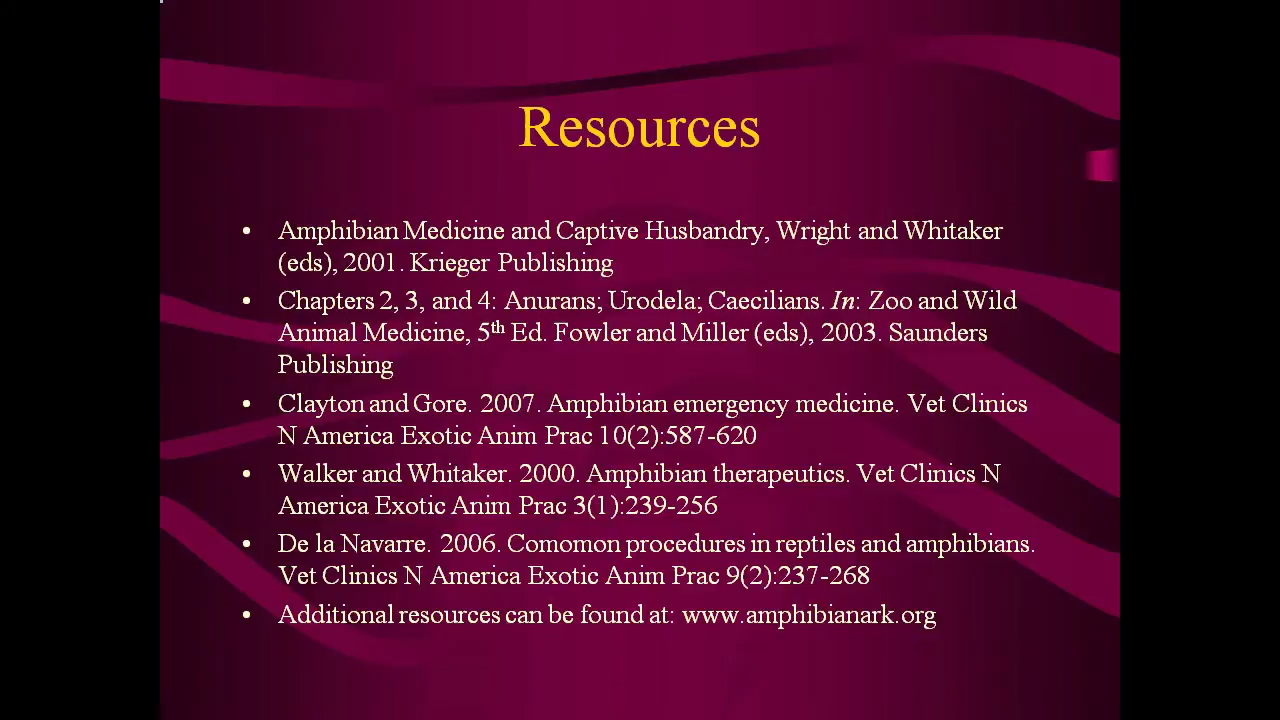 Resources
• Amphibian Medicine and Captive Husbandry, Wright and Whitaker
(eds), 2001. Krieger Publishing
• Chapters 2, 3, and 4: Anurans; Urodela; Caecilians. In: Zoo and Wild
Animal Medicine, 5th Ed. Fowler and Miller (eds), 2003. Saunders
Publishing
• Clayton and Gore. 2007. Amphibian emergency medicine. Vet Clinics
N America Exotic Anim Prac 10(2):587-620
• Walker and Whitaker. 2000. Amphibian therapeutics. Vet Clinics N
America Exotic Anim Prac 3(1):239-256
• De la Navarre. 2006. Comomon procedures in reptiles and amphibians.
Vet Clinics N America Exotic Anim Prac 9(2):237-268
• Additional resources can be found at: www.amphibianark.org